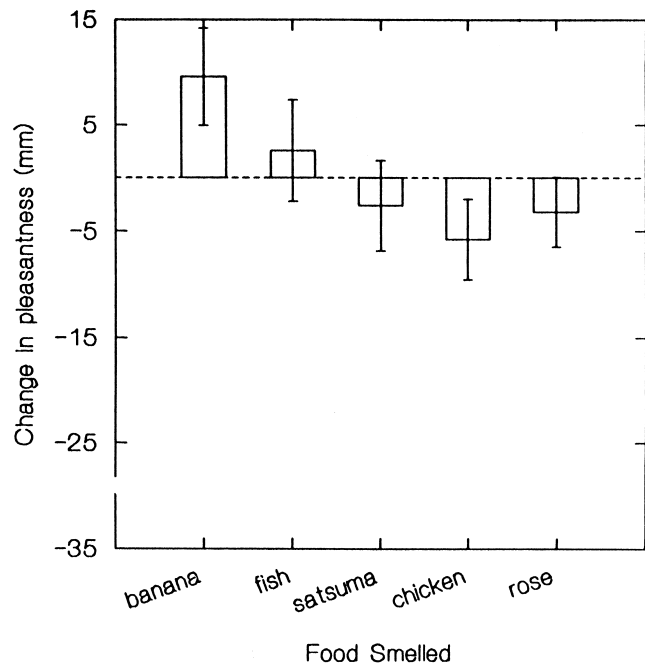 15
5
-5
-15
-25
-35
Change in pleasantness (mm)
banana
fish
satsuma
chicken
rose
Food Smelled